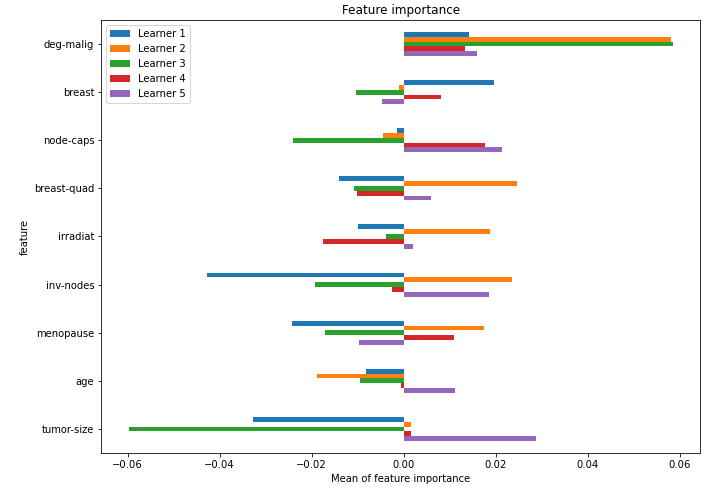 Feature importance
Learner 1
Learner 2
Learner 3
Learner 4
Learner 5
deg-malig
breast
node-caps
breast-quad
irradiat
inv-nodes
menopause
age
tumor-size
feature
−0.06 −0.04 −0.02 0.00 0.02 0.04 0.06
Mean of feature importance